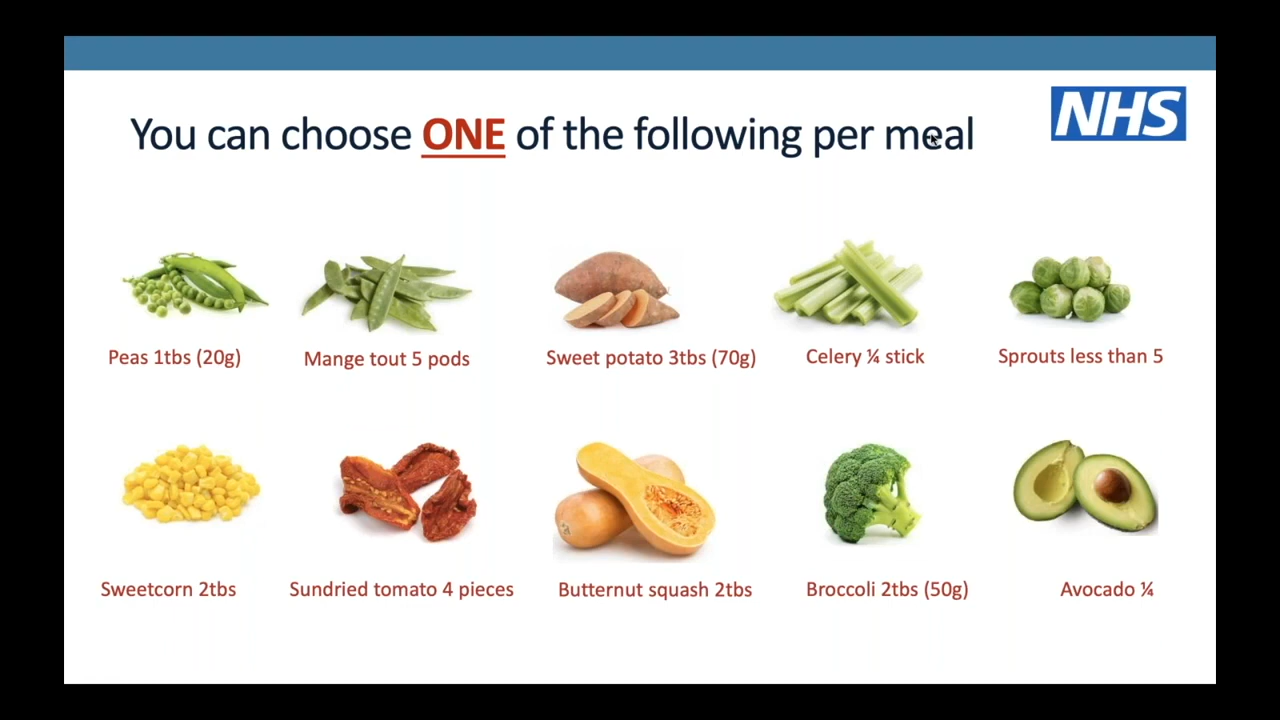 You can choose ONE of the following per meal
NHS
Peas 1tbs (20g)
Mange tout 5 pods
Sweet potato 3tbs (70g)
Celery ¼ stick
Sprouts less than 5
Sweetcorn 2tbs
Sundried tomato 4 pieces
Butternut squash 2tbs
Broccoli 2tbs (50g)
Avocado ¼